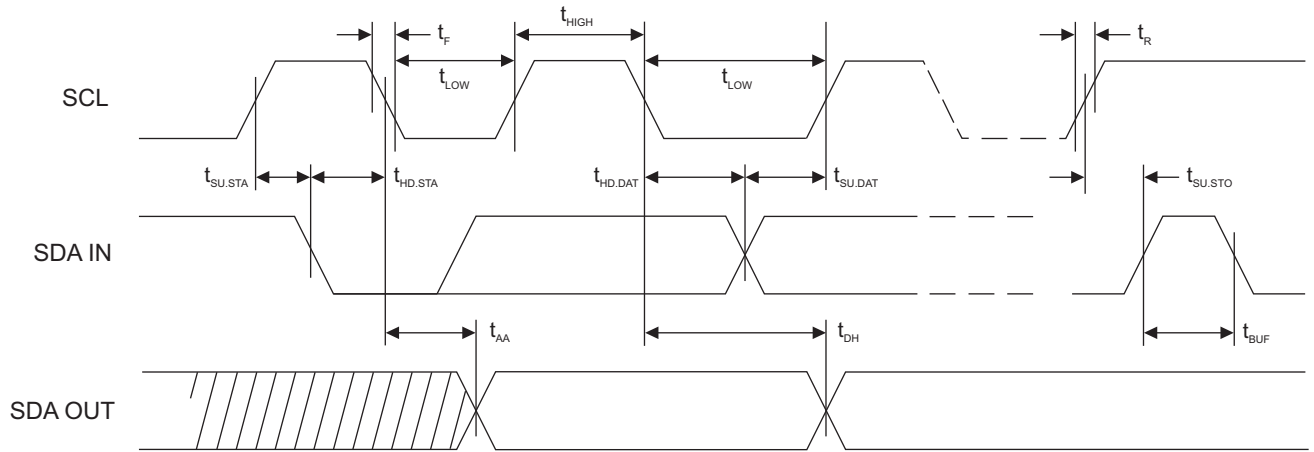 tHIGH
tF
tR
tLOW
tLOW
SCL
tSU.STA
tHD.STA
tHD.DAT
tSU.DAT
tSU.STO
SDA IN
tAA
tDH
tBUF
SDA OUT